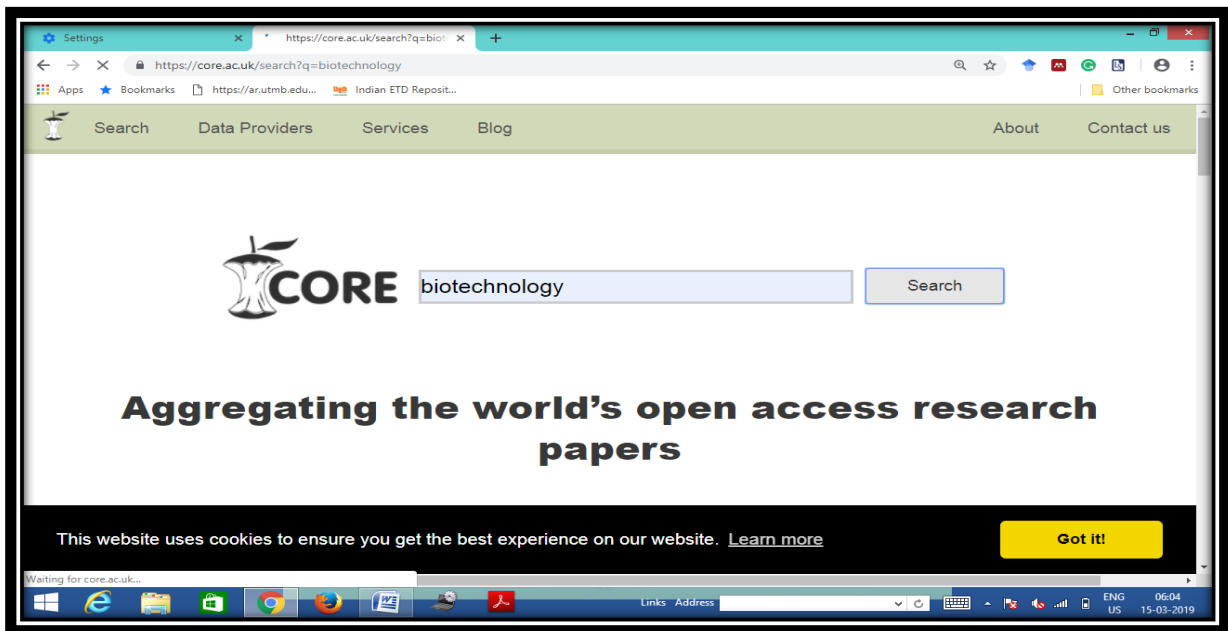 Settings
https://core.ac.uk/search?q=biot
https://core.ac.uk/search?q=biotechnology
Apps Bookmarks https://ar.utmb.edu... Indian ETD Reposit... Other bookmarks
Search Data Providers Services Blog About Contact us
CORE biotechnology Search
Aggregating the world’s open access research
papers
This website uses cookies to ensure you get the best experience on our website. Learn more Got it!
Waiting for core.ac.uk...
Links Address ENG 06:04
US 15-03-2019